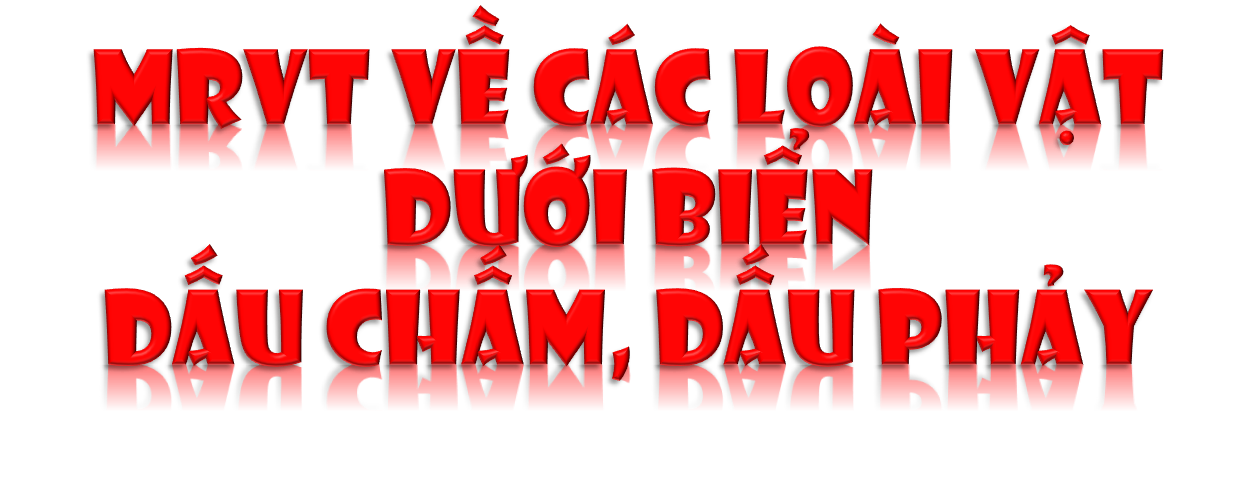 MRVT VỀ CÁC LOÀI VẬT
DƯỚI BIỂN
DẤU CHẤM, DẤU PHẢY